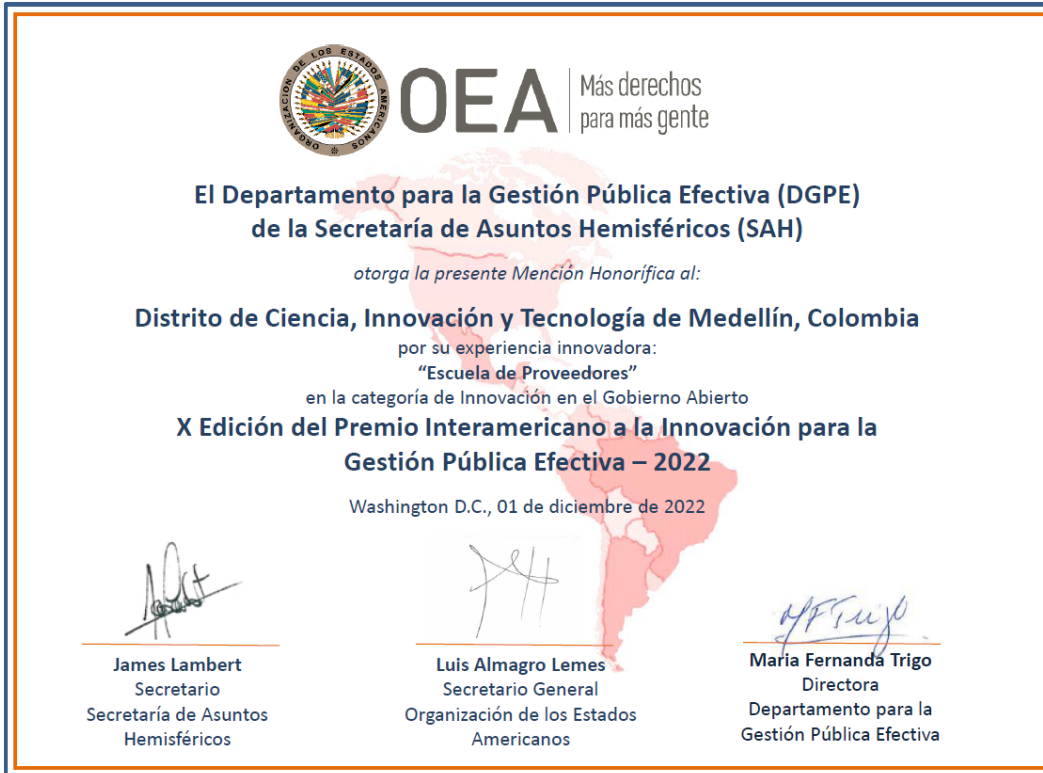 ORGANIZACION DE LOS ESTADOS AMERICANOS
OEA
Más derechos
para más gente
El Departamento para la Gestión Pública Efectiva (DGPE)
de la Secretaría de Asuntos Hemisféricos (SAH)
otorga la presente Mención Honorífica al:
Distrito de Ciencia, Innovación y Tecnología de Medellín, Colombia
por su experiencia innovadora:
“Escuela de Proveedores”
en la categoría de Innovación en el Gobierno Abierto
X Edición del Premio Interamericano a la Innovación para la
Gestión Pública Efectiva – 2022
Washington D.C., 01 de diciembre de 2022
MFTrigo
James Lambert
Secretario
Secretaría de Asuntos
Hemisféricos
Luis Almagro Lemes
Secretario General
Organización de los Estados
Americanos
Maria Fernanda Trigo
Directora
Departamento para la
Gestión Pública Efectiva